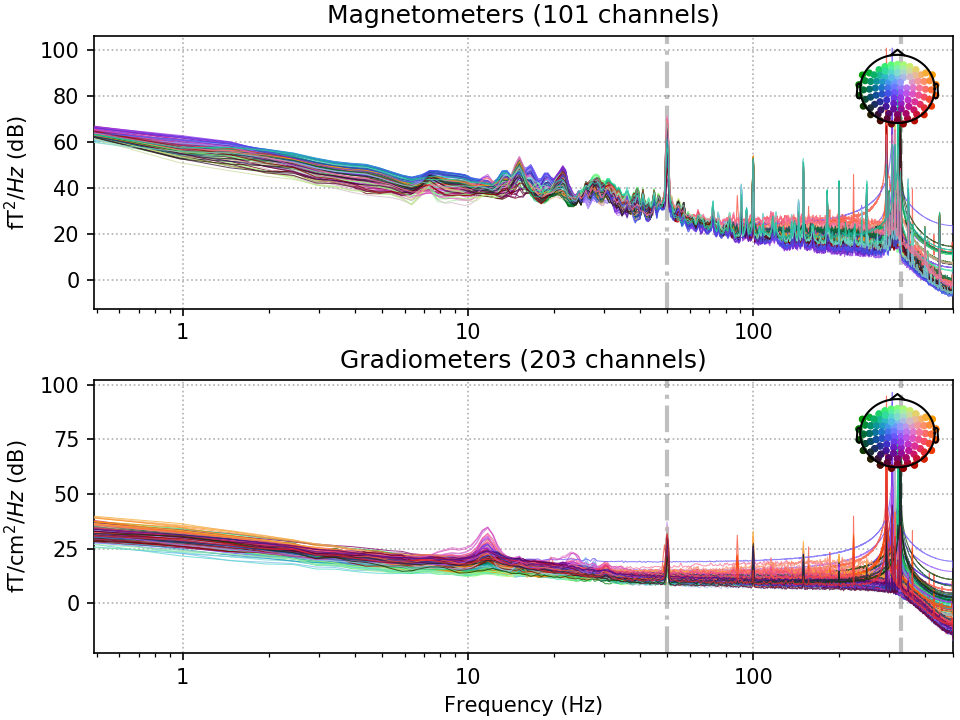 Magnetometers (101 channels)
fT²/Hz (dB)
100
80
60
40
20
0
1 10 100
Gradiometers (203 channels)
fT/cm²/Hz (dB)
100
75
50
25
0
1 10 100
Frequency (Hz)